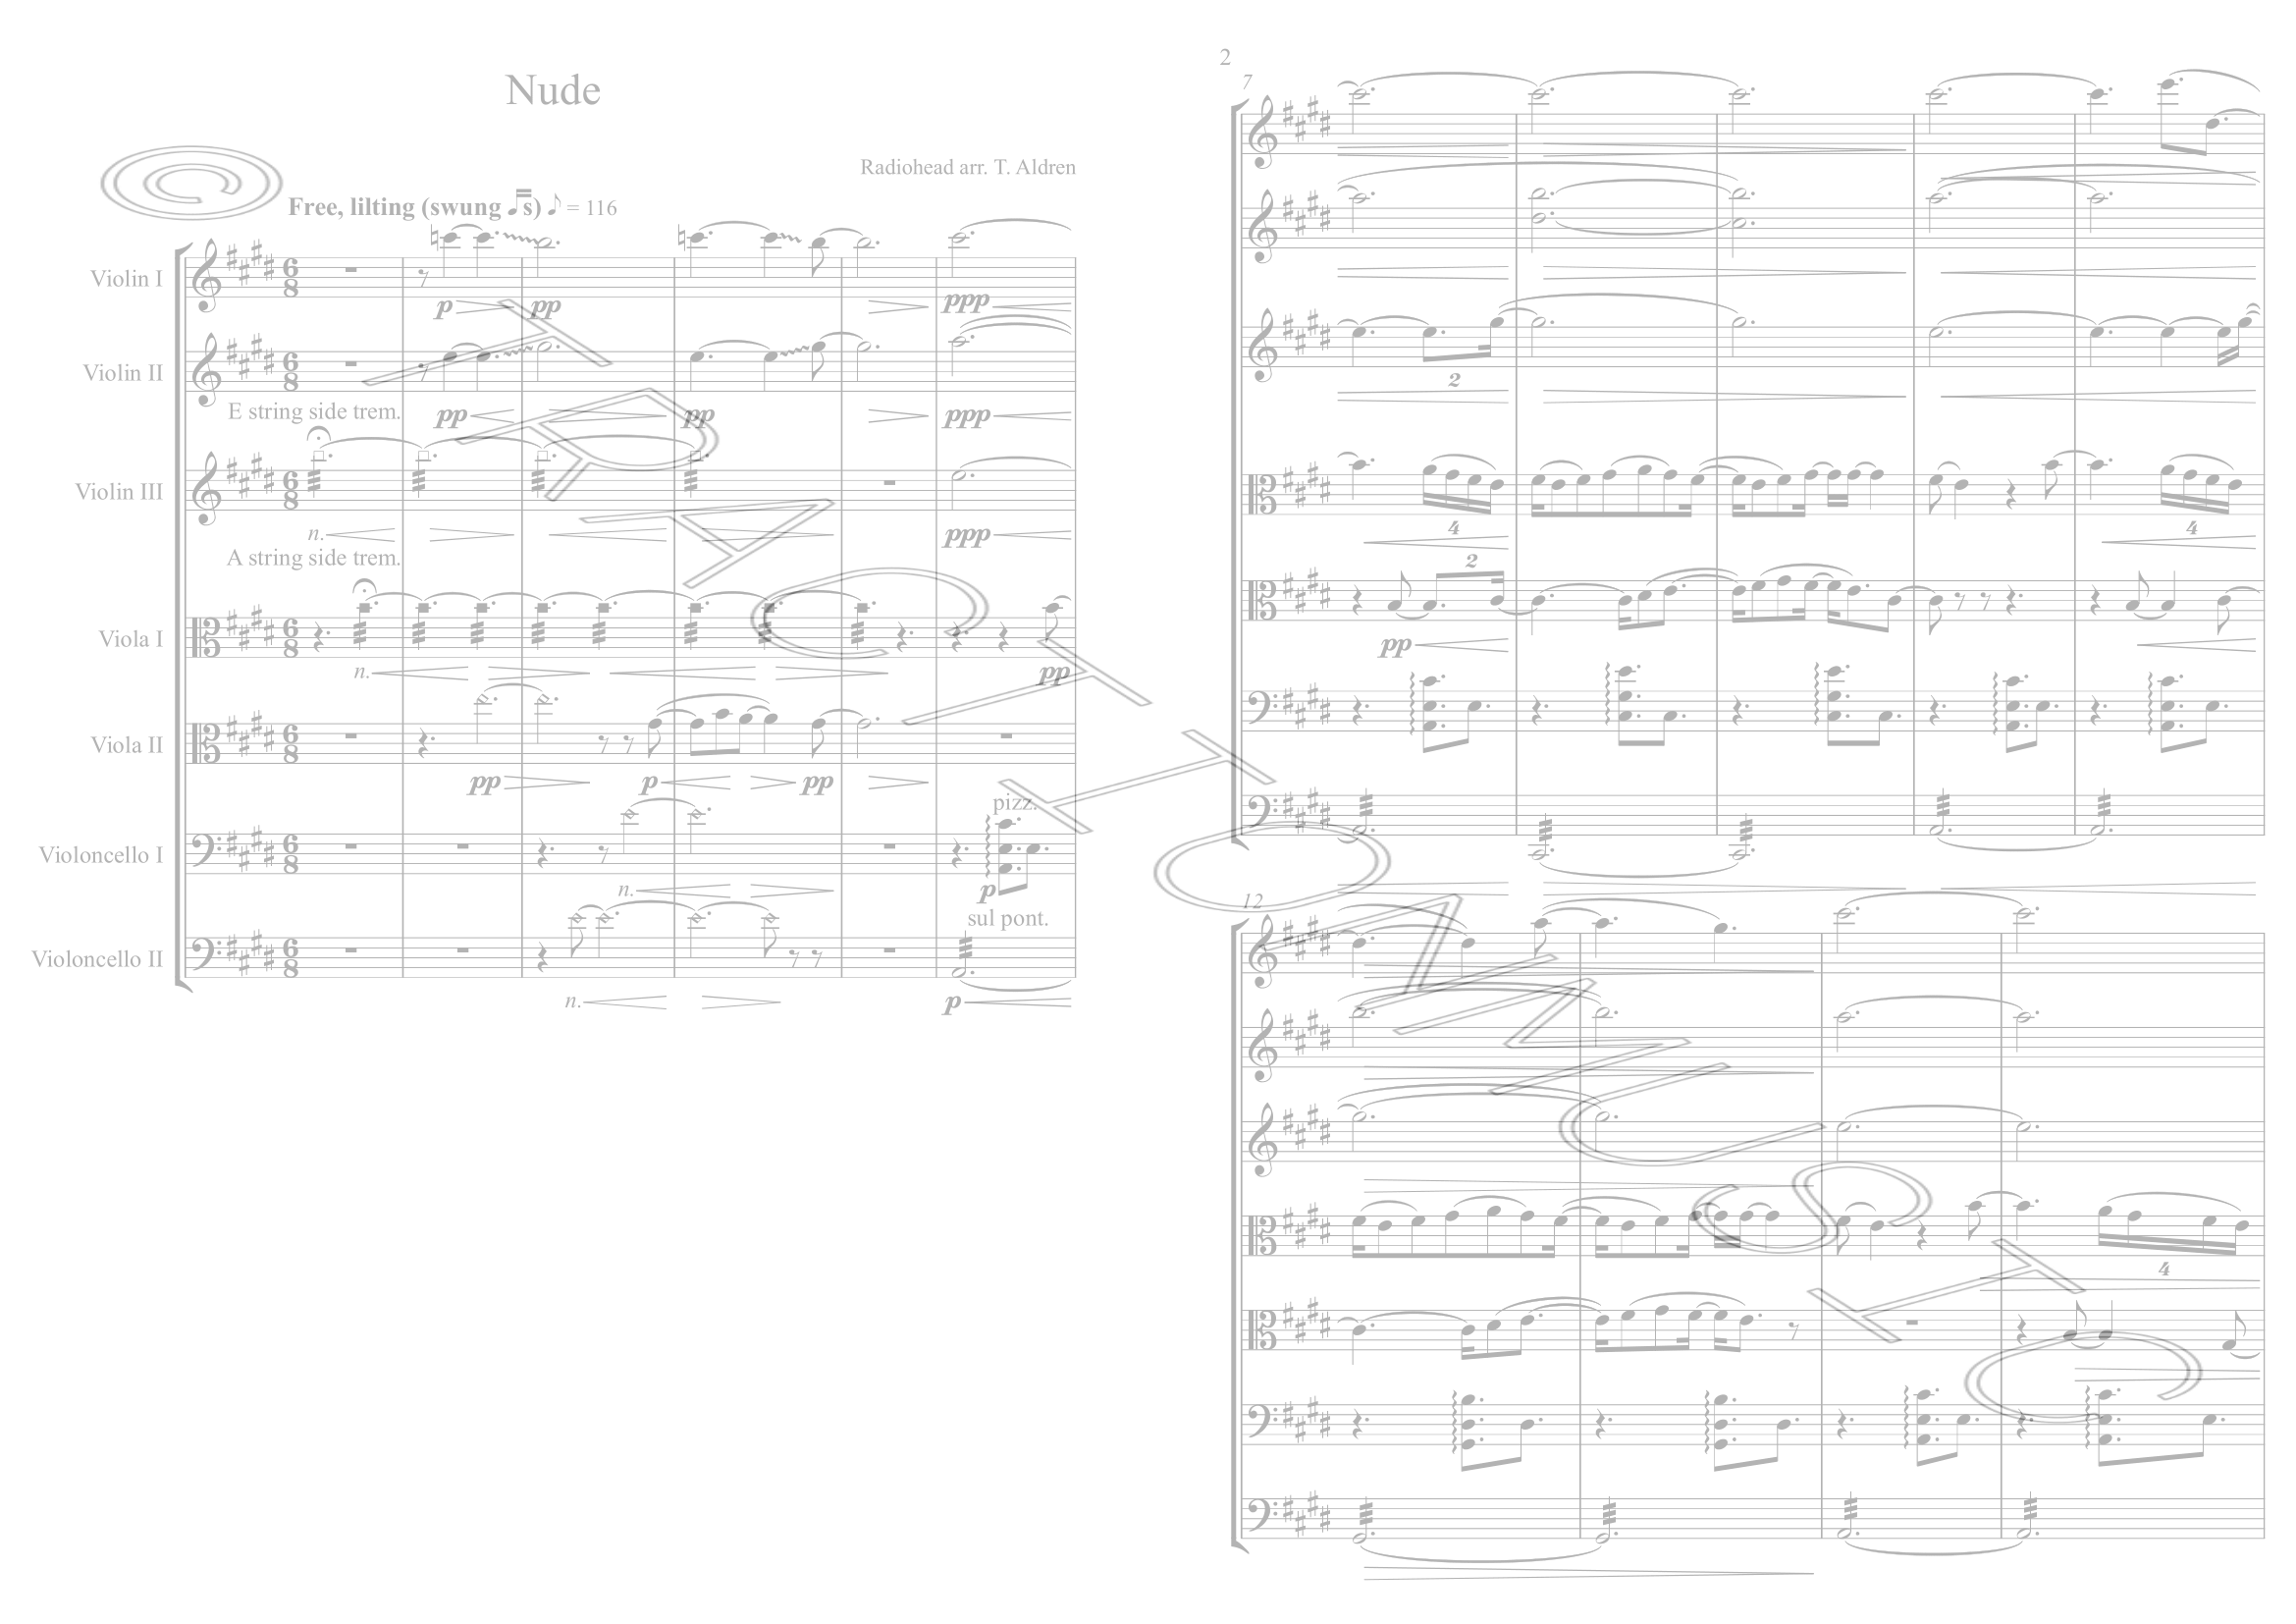 Nude
Radiohead arr. T. Aldren
Free, lilting (swung s) = 116
Violin I
p
pp
ppp
Violin II
pp
pp
ppp
E string side trem.
Violin III
n.
ppp
A string side trem.
Viola I
n.
pp
Viola II
pp
p
pp
pizz.
Violoncello I
n.
p
sul pont.
Violoncello II
n.
p
2
7
2
4
4
2
pp
12
4